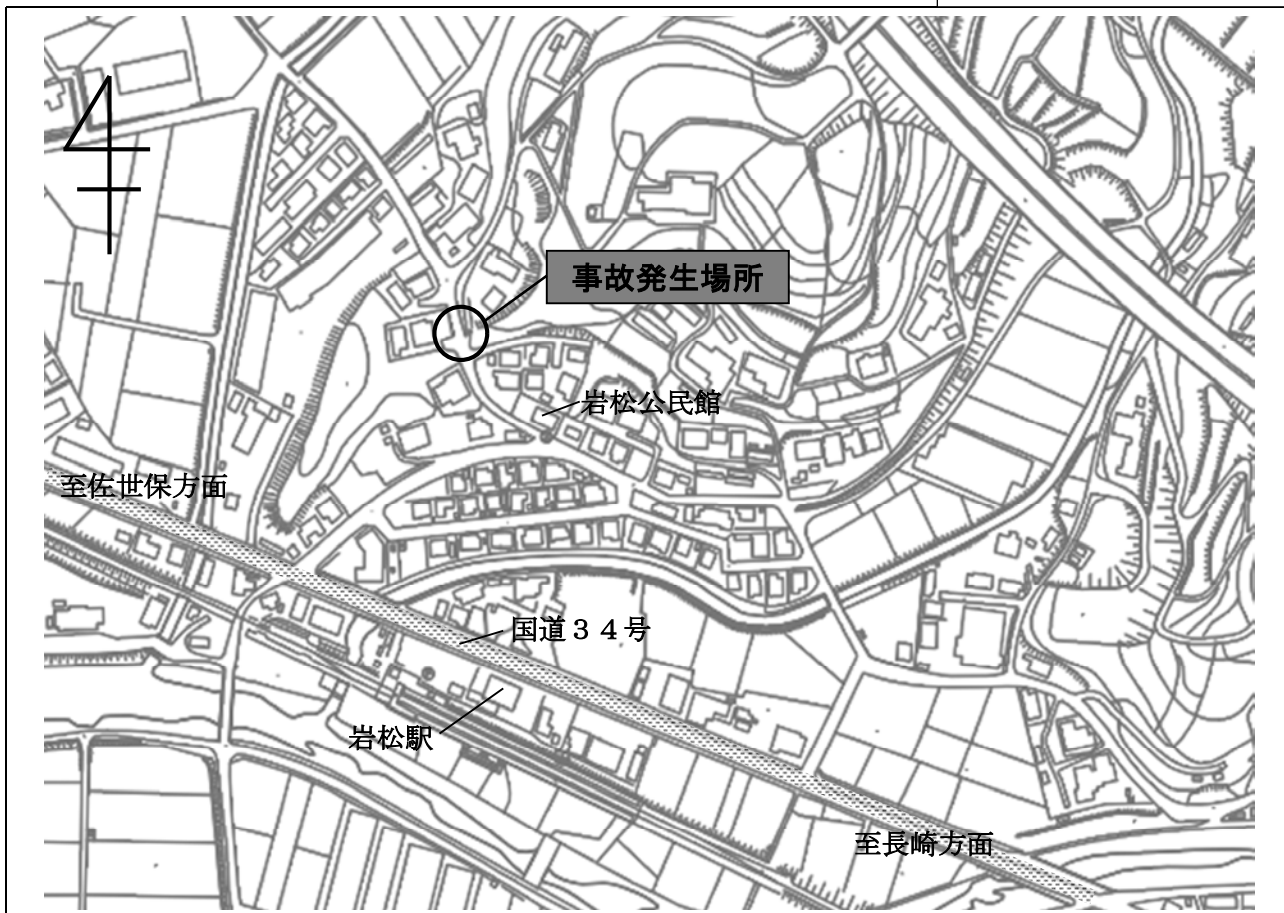 事故発生場所
岩松公民館
至佐世保方面
国道３４号
岩松駅
至長崎方面